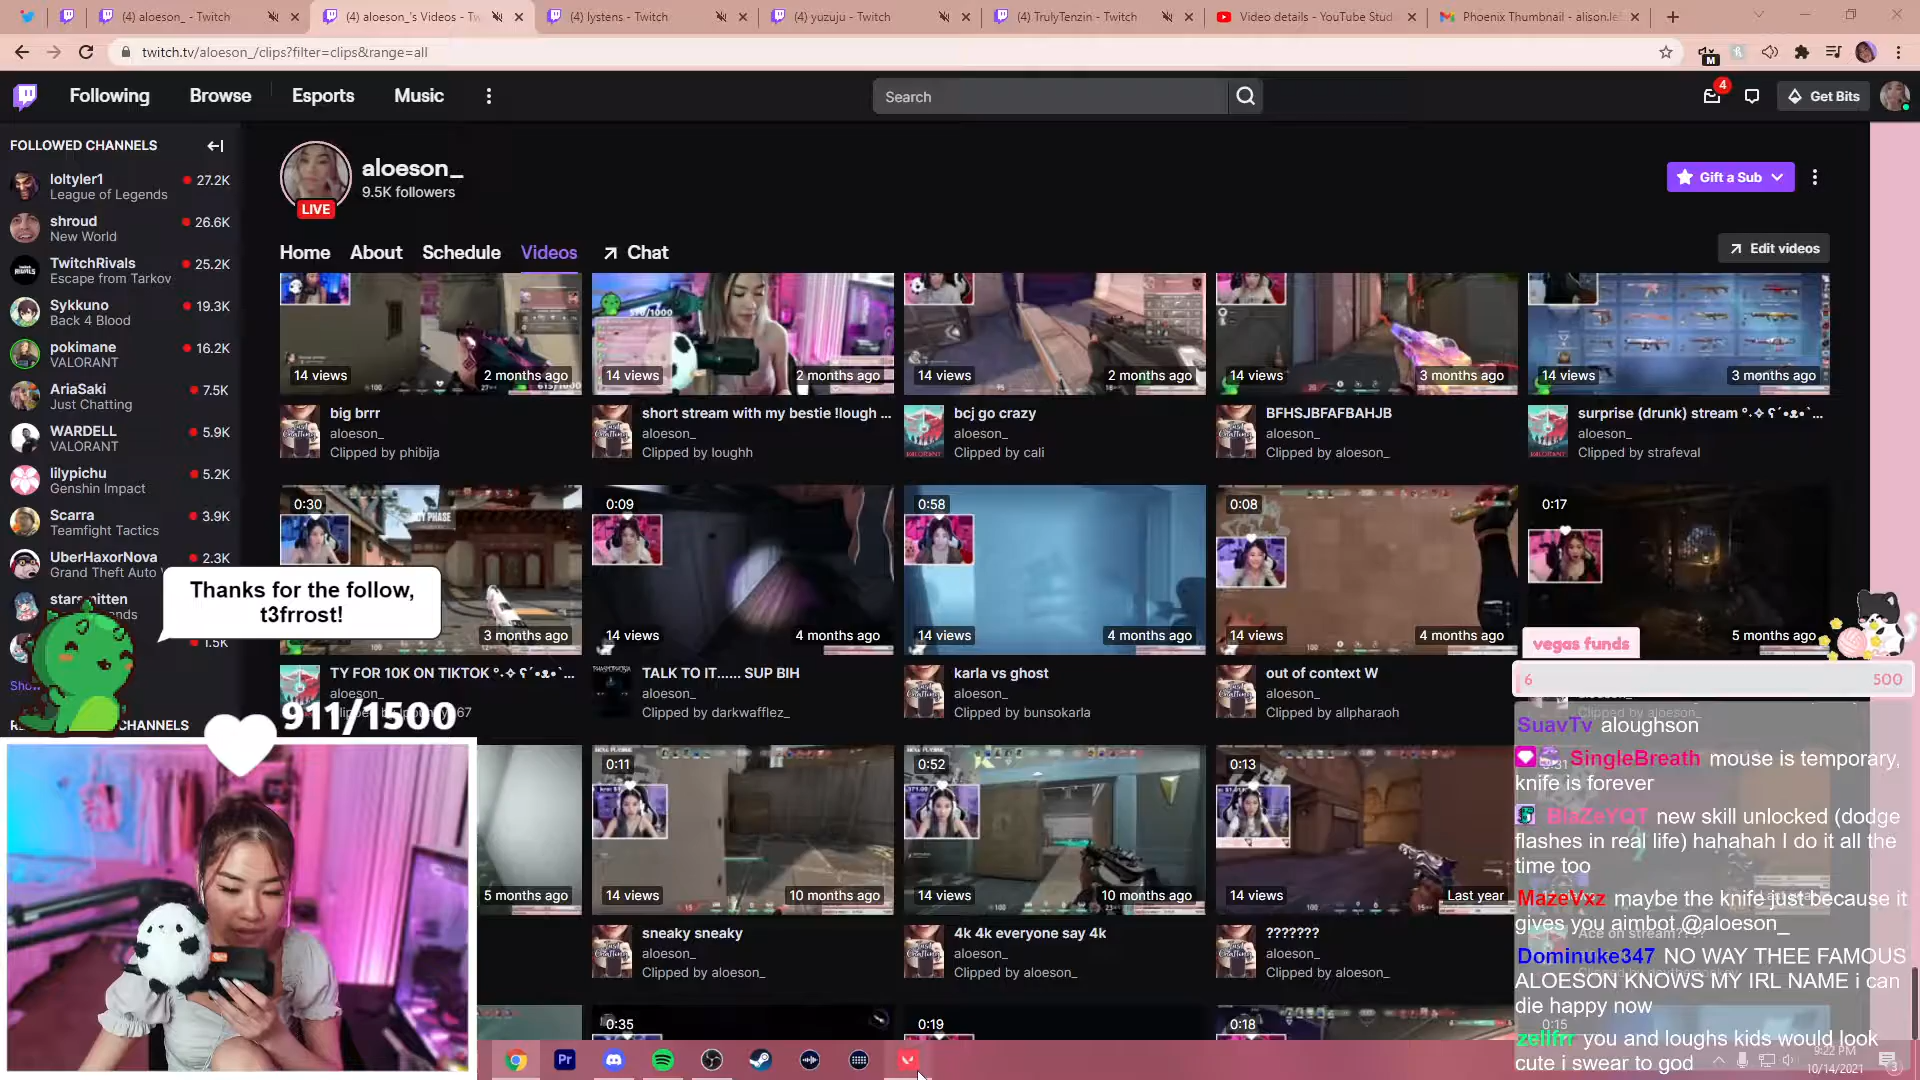 (4) aloeson_ - Twitch
(4) aloeson_'s Videos - Tw
(4) lystens - Twitch
(4) yuzuju - Twitch
(4) TrulyTenzin - Twitch
Video details - YouTube Stud
Phoenix Thumbnail - alison.le
twitch.tv/aloeson_/clips?filter=clips&range=all
Following
Browse
Esports
Music
Search
4
Get Bits
FOLLOWED CHANNELS
loltyler1
27.2K
League of Legends
shroud
26.6K
New World
TwitchRivals
25.2K
Escape from Tarkov
Sykkuno
19.3K
Back 4 Blood
pokimane
16.2K
VALORANT
AriaSaki
7.5K
Just Chatting
WARDELL
5.9K
VALORANT
lilypichu
5.2K
Genshin Impact
Scarra
3.9K
Teamfight Tactics
UberHaxorNova
2.3K
Grand Theft Auto
1.5K
CHANNELS
Thanks for the follow,
t3frrost!
911/1500
aloeson_
9.5K followers
LIVE
Gift a Sub
Home
About
Schedule
Videos
Chat
Edit videos
14 views
2 months ago
14 views
2 months ago
14 views
2 months ago
14 views
3 months ago
14 views
3 months ago
big brrr
aloeson_
Clipped by phibija
short stream with my bestie !lough ...
aloeson_
Clipped by loughh
bcj go crazy
aloeson_
Clipped by cali
BFHSJBFAFBAHJB
aloeson_
Clipped by aloeson_
surprise (drunk) stream °˖✧ ʕ´•ᴥ•`...
aloeson_
Clipped by strafeval
0:30
3 months ago
0:09
14 views
4 months ago
0:58
14 views
4 months ago
0:08
14 views
4 months ago
0:17
5 months ago
TY FOR 10K ON TIKTOK °˖✧ ʕ´•ᴥ•`...
aloeson_
TALK TO IT...... SUP BIH
aloeson_
Clipped by darkwafflez_
karla vs ghost
aloeson_
Clipped by bunsokarla
out of context W
aloeson_
Clipped by allpharaoh
Clipped by aloeson_
5 months ago
0:11
14 views
10 months ago
0:52
14 views
10 months ago
0:13
14 views
Last year
sneaky sneaky
aloeson_
Clipped by aloeson_
4k 4k everyone say 4k
aloeson_
Clipped by aloeson_
???????
aloeson_
Clipped by aloeson_
0:35
0:19
0:18
0:15
vegas funds
6
500
SuavTv aloughson
SingleBreath mouse is temporary,
knife is forever
BlaZeYQT new skill unlocked (dodge
flashes in real life) hahahah I do it all the
time too
MazeVxz maybe the knife just because it
gives you aimbot @aloeson_
Dominuke347 NO WAY THEE FAMOUS
ALOESON KNOWS MY IRL NAME i can
die happy now
zellfrr you and loughs kids would look
cute i swear to god
9:22 PM
10/14/2021
3